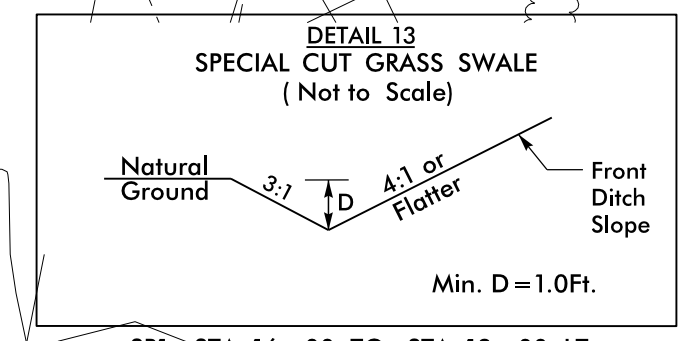 DETAIL 13
SPECIAL CUT GRASS SWALE
( Not to Scale)
Natural
Ground
3:1
D
4:1 or
Flatter
Front
Ditch
Slope
Min. D=1.0Ft.